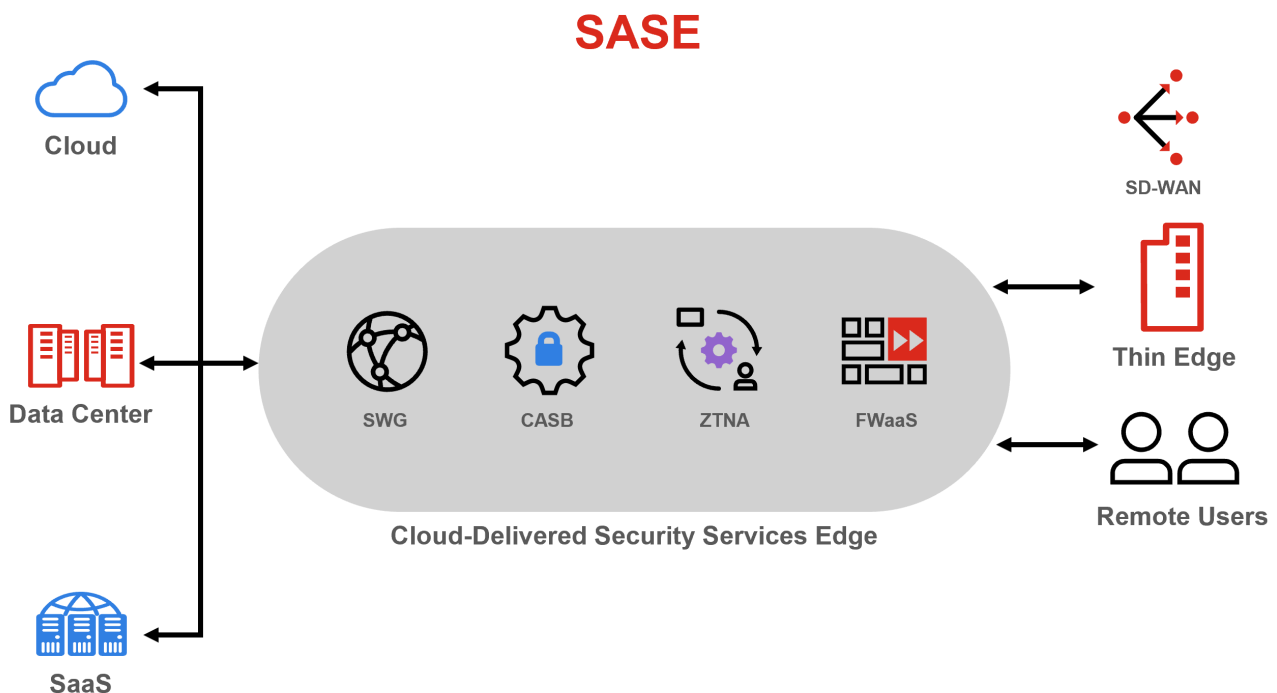 SASE
Cloud
SD-WAN
Thin Edge
Data Center
SWG
CASB
ZTNA
FWaaS
Cloud-Delivered Security Services Edge
Remote Users
SaaS